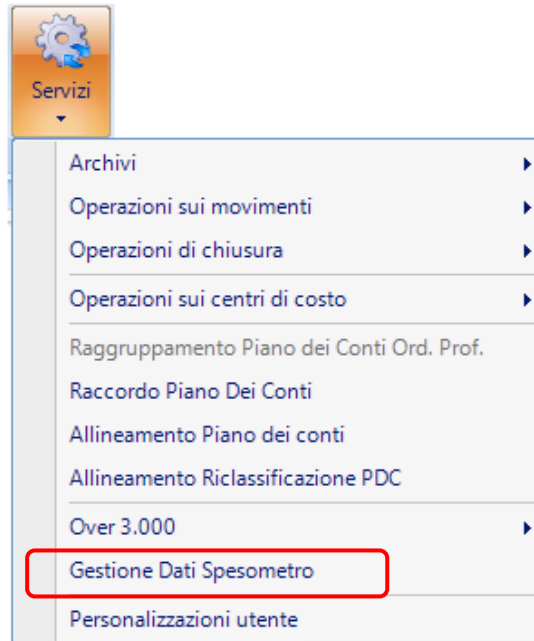 Servizi
Archivi
Operazioni sui movimenti
Operazioni di chiusura
Operazioni sui centri di costo
Raggruppamento Piano dei Conti Ord. Prof.
Raccordo Piano Dei Conti
Allineamento Piano dei conti
Allineamento Riclassificazione PDC
Over 3.000
Gestione Dati Spesometro
Personalizzazioni utente